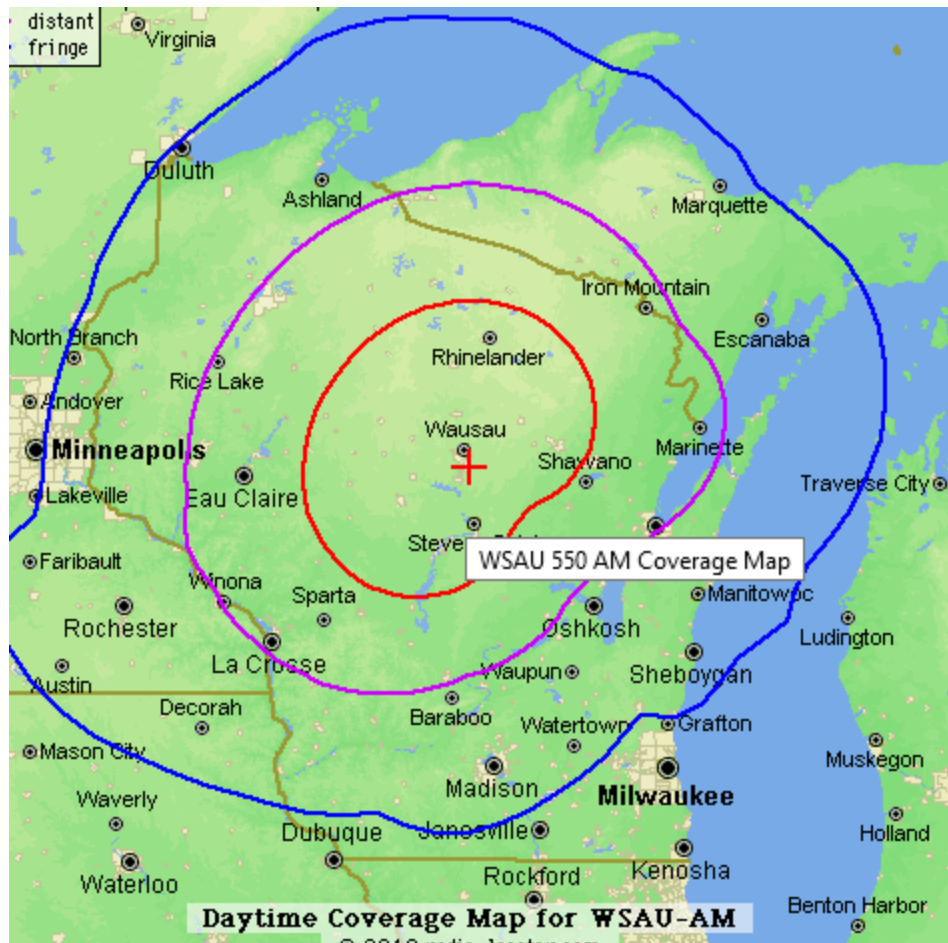 distant
fringe
Virginia
Duluth
Ashland
Marquette
Iron Mountain
North Branch
Rhinelander
Escanaba
Rice Lake
Andover
Wausau
Minneapolis
Marinette
Shawano
Eau Claire
Traverse City
Lakeville
Steve
WSAU 550 AM Coverage Map
Faribault
Winona
Sparta
Manitowoc
Rochester
Oshkosh
Ludington
La Crosse
Waupun
Sheboygan
Austin
Decorah
Baraboo
Watertown
Grafton
Mason City
Muskegon
Madison
Milwaukee
Waverly
Dubuque
Janesville
Holland
Waterloo
Rockford
Kenosha
Benton Harbor
Daytime Coverage Map for WSAU-AM